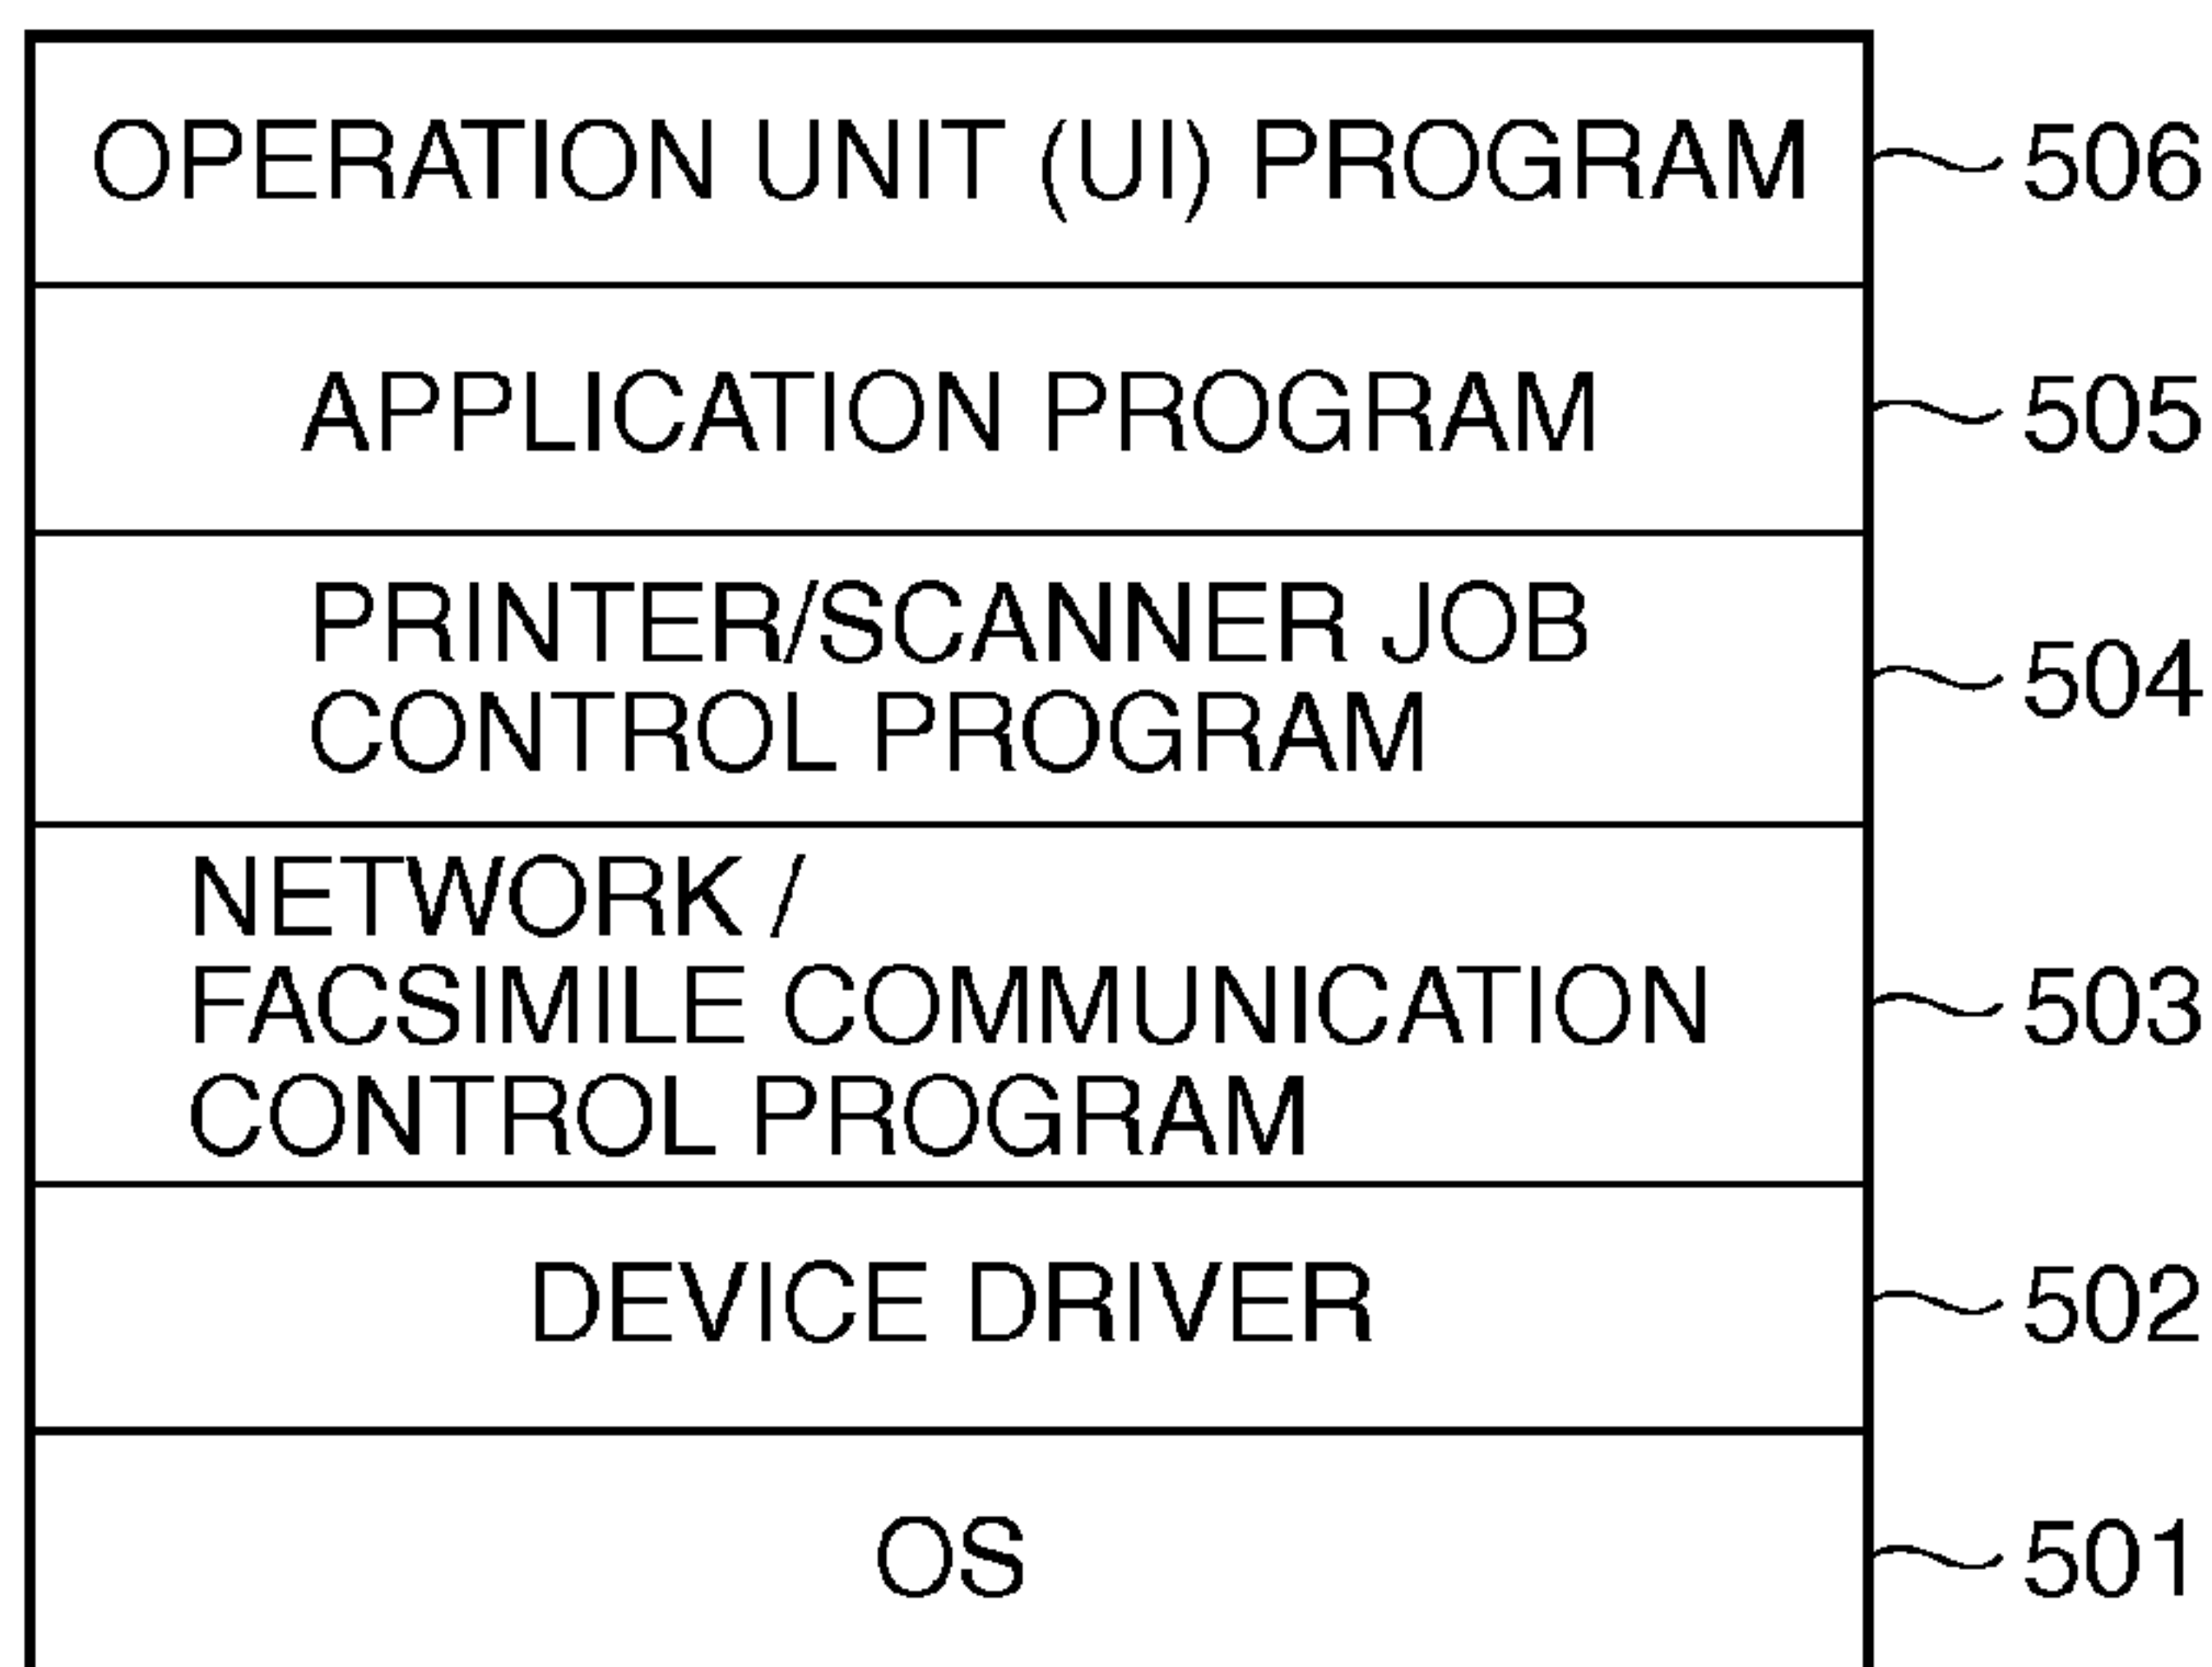 OPERATION UNIT (UI) PROGRAM 506
APPLICATION PROGRAM 505
PRINTER/SCANNER JOB
CONTROL PROGRAM 504
NETWORK /
FACSIMILE COMMUNICATION 503
CONTROL PROGRAM
DEVICE DRIVER 502
OS 501